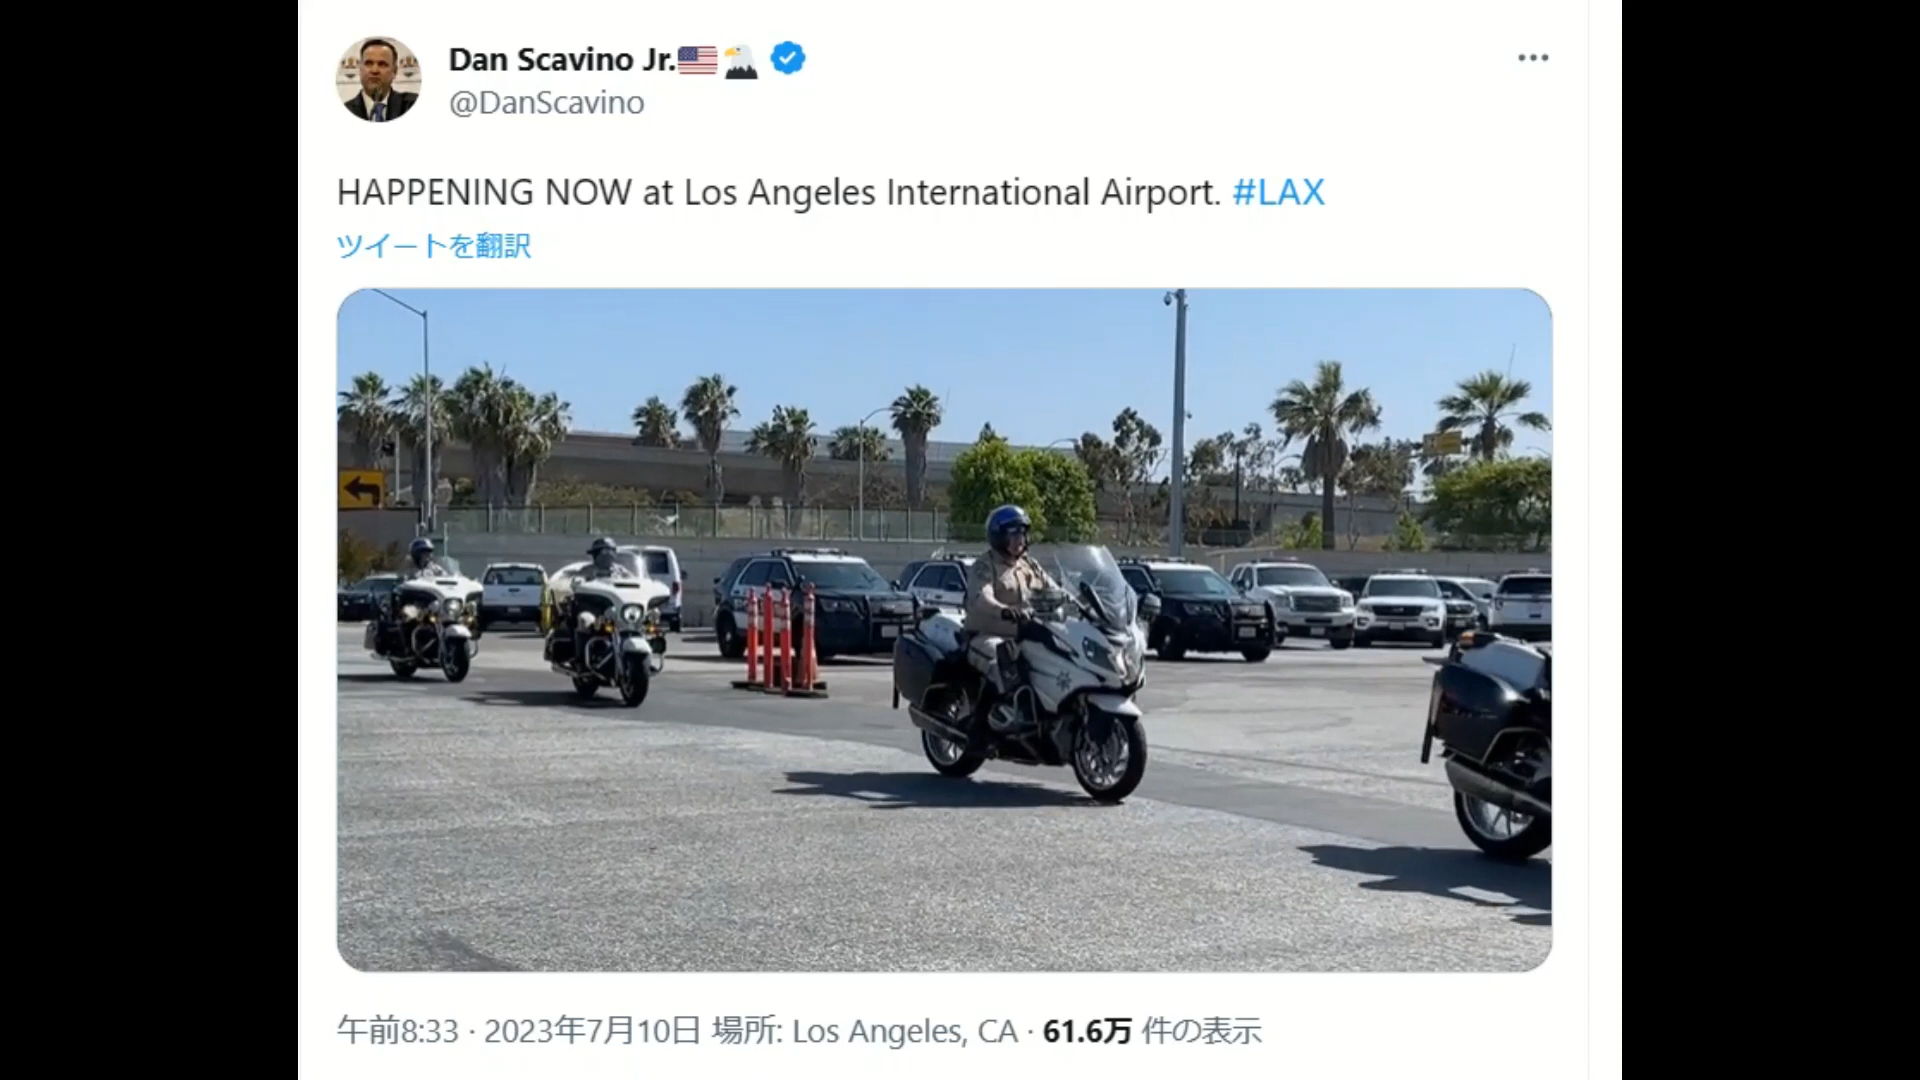 Dan Scavino Jr.🇺🇸🦅
@DanScavino
HAPPENING NOW at Los Angeles International Airport. #LAX
ツイートを翻訳
午前8:33 · 2023年7月10日 場所: Los Angeles, CA · 61.6万 件の表示